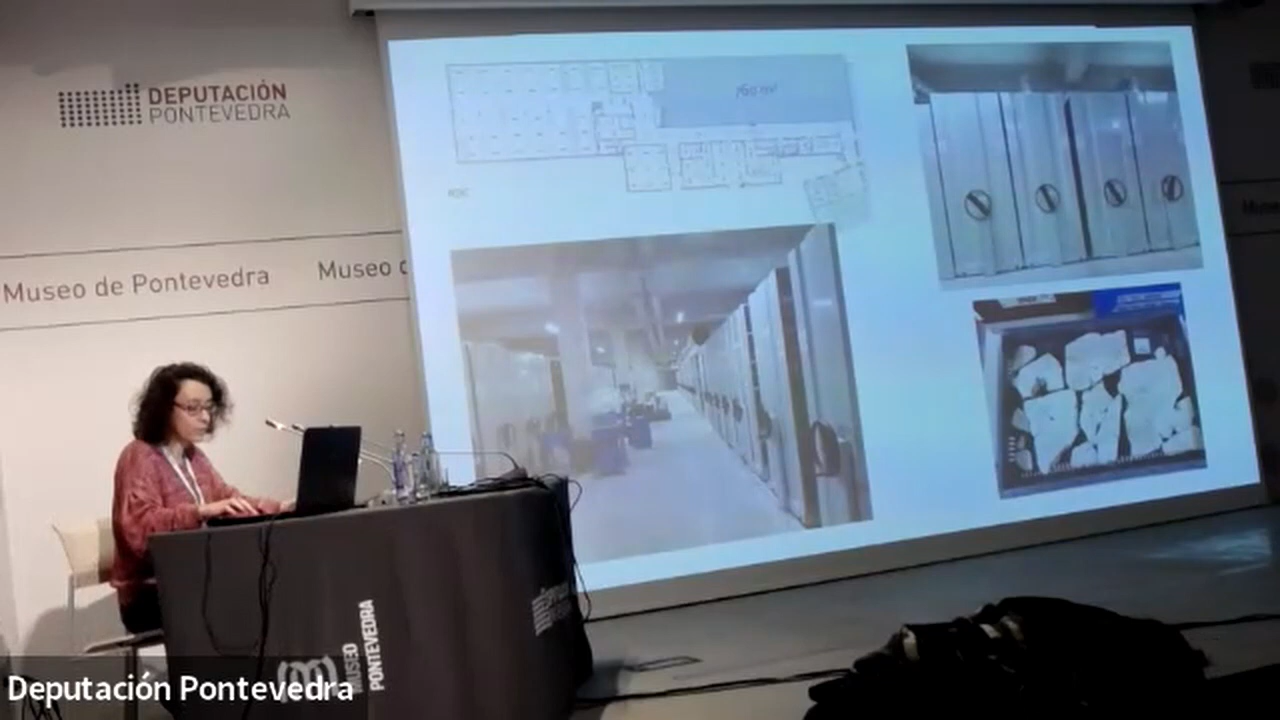 DEPUTACIÓN
PONTEVEDRA
Museo de Pontevedra
Museo
MUSEO
PONTEVEDRA
Deputación Pontevedra